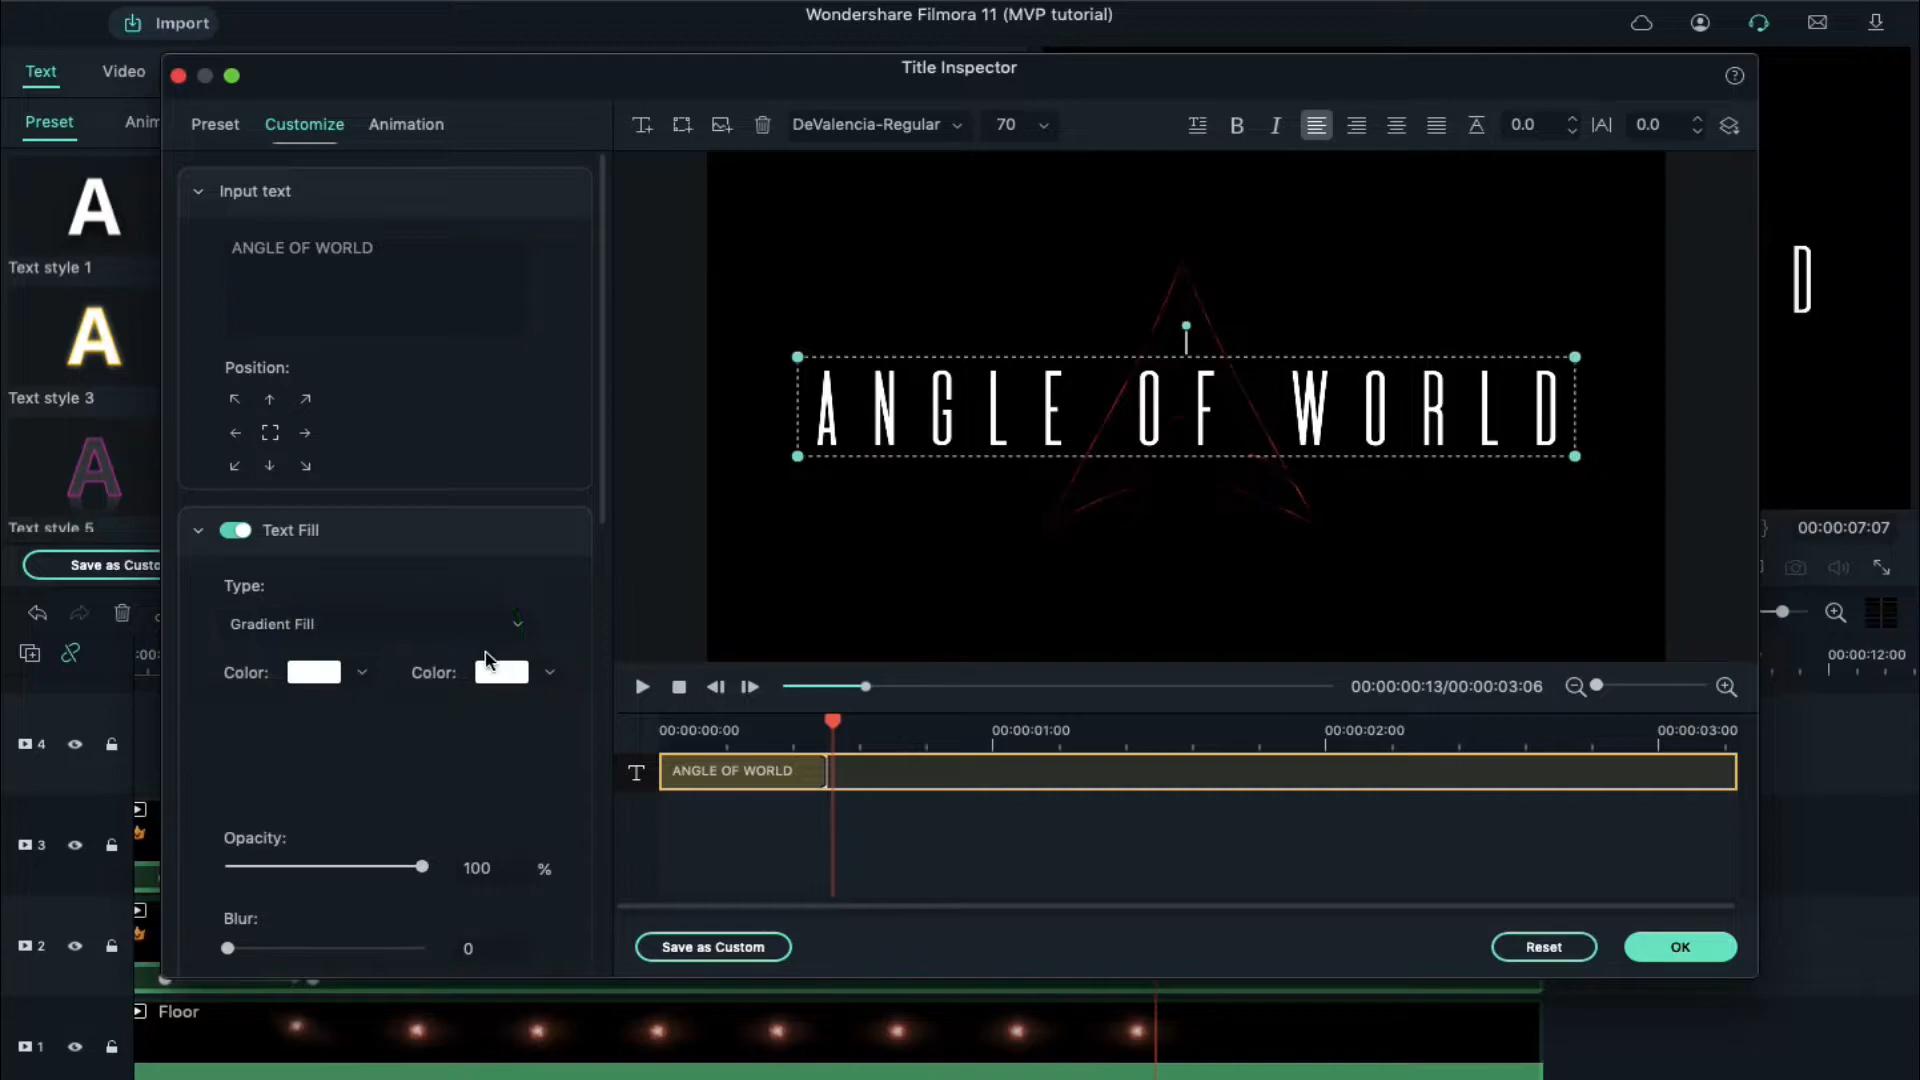 Import
Wondershare Filmora 11 (MVP tutorial)
Text
Video
Title Inspector
Preset
Anim
Preset
Customize
Animation
DeValencia-Regular
70
B
I
0.0
0.0
Input text
ANGLE OF WORLD
Position:
ANGLE OF WORLD
D
A
Text style 1
A
Text style 3
A
Text style 5
Save as Custo
Text Fill
Type:
Gradient Fill
Color:
Color:
Opacity:
100
%
Blur:
0
00:00:07:07
:00:
00:00:12:00
00:00:00:13/00:00:03:06
00:00:00:00
00:00:01:00
00:00:02:00
00:00:03:00
T
ANGLE OF WORLD
Save as Custom
Reset
OK
4
3
2
1
Floor